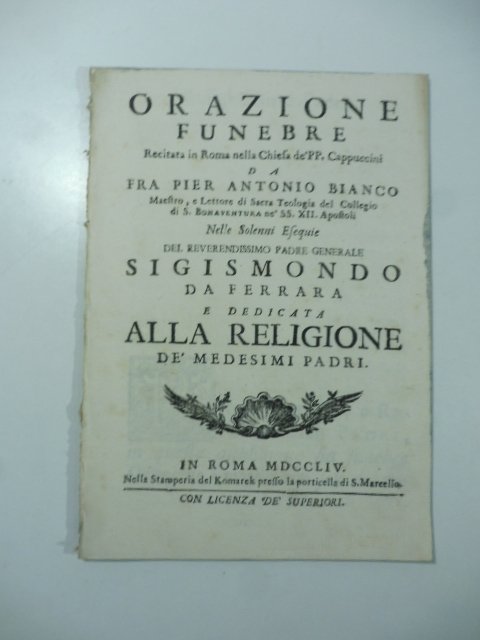 ORAZIONE
FUNEBRE
Recitata in Roma nella Chieſa de'PP. Cappuccini
DA
FRA PIER ANTONIO BIANCO
Maeſtro, e Lettore di Sacra Teologia del Collegio
di S. BONAVENTURA ne' SS. XII. Apoſtoli
Nelle Solenni Eſequie
DEL REVERENDISSIMO PADRE GENERALE
SIGISMONDO
DA FERRARA
E DEDICATA
ALLA RELIGIONE
DE' MEDESIMI PADRI.
IN ROMA MDCCLIV.
Nella Stamperia del Komarek preſſo la porticella di S. Marcello.
CON LICENZA DE' SUPERIORI.